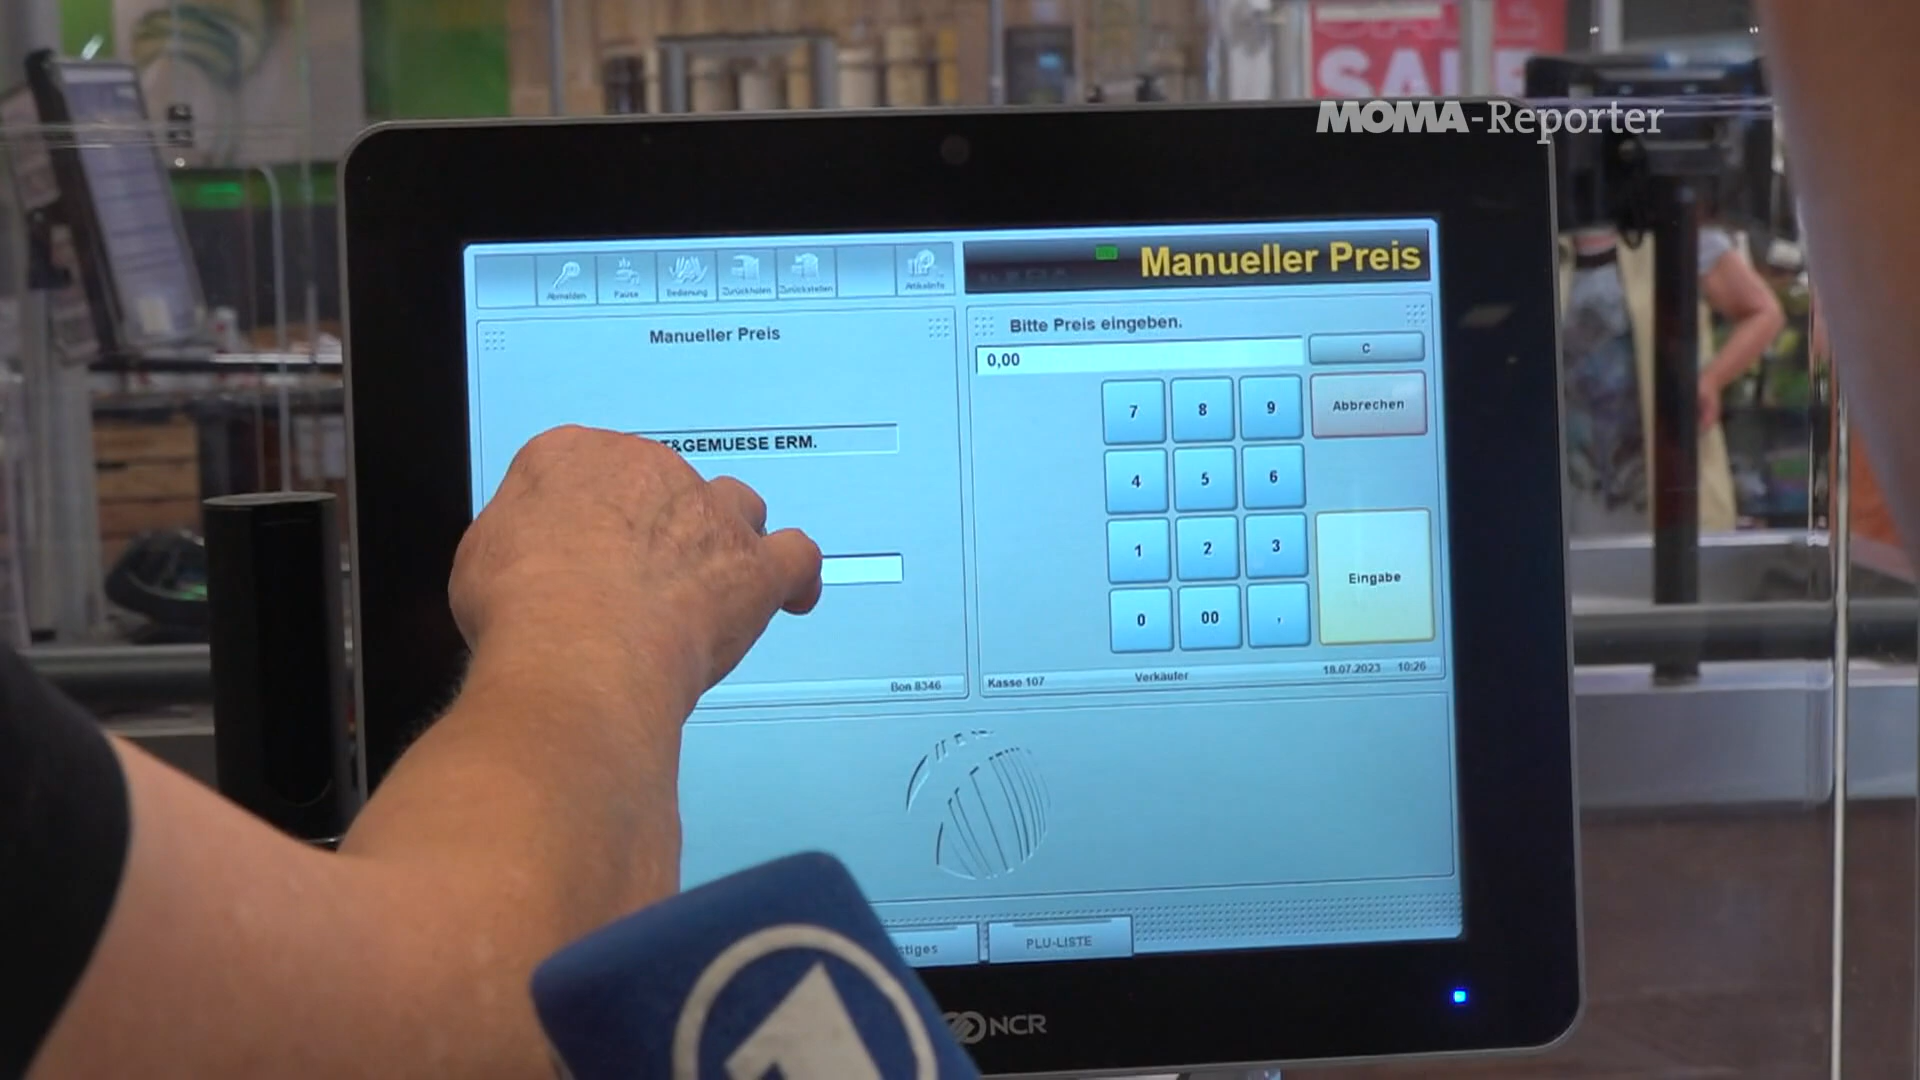 SALE
SALE
MOMA-Reporter
Manueller Preis
Abmelden
Pause
Bedienung
Zurückholen
Zurückstellen
Artikelinfo
Manueller Preis
Bitte Preis eingeben.
0,00
C
7
8
9
Abbrechen
T&GEMUESE ERM.
4
5
6
1
2
3
Eingabe
0
00
,
Bon 8346
Kasse 107
Verkäufer
18.07.2023 10:26
stiges
PLU-LISTE
NCR
1